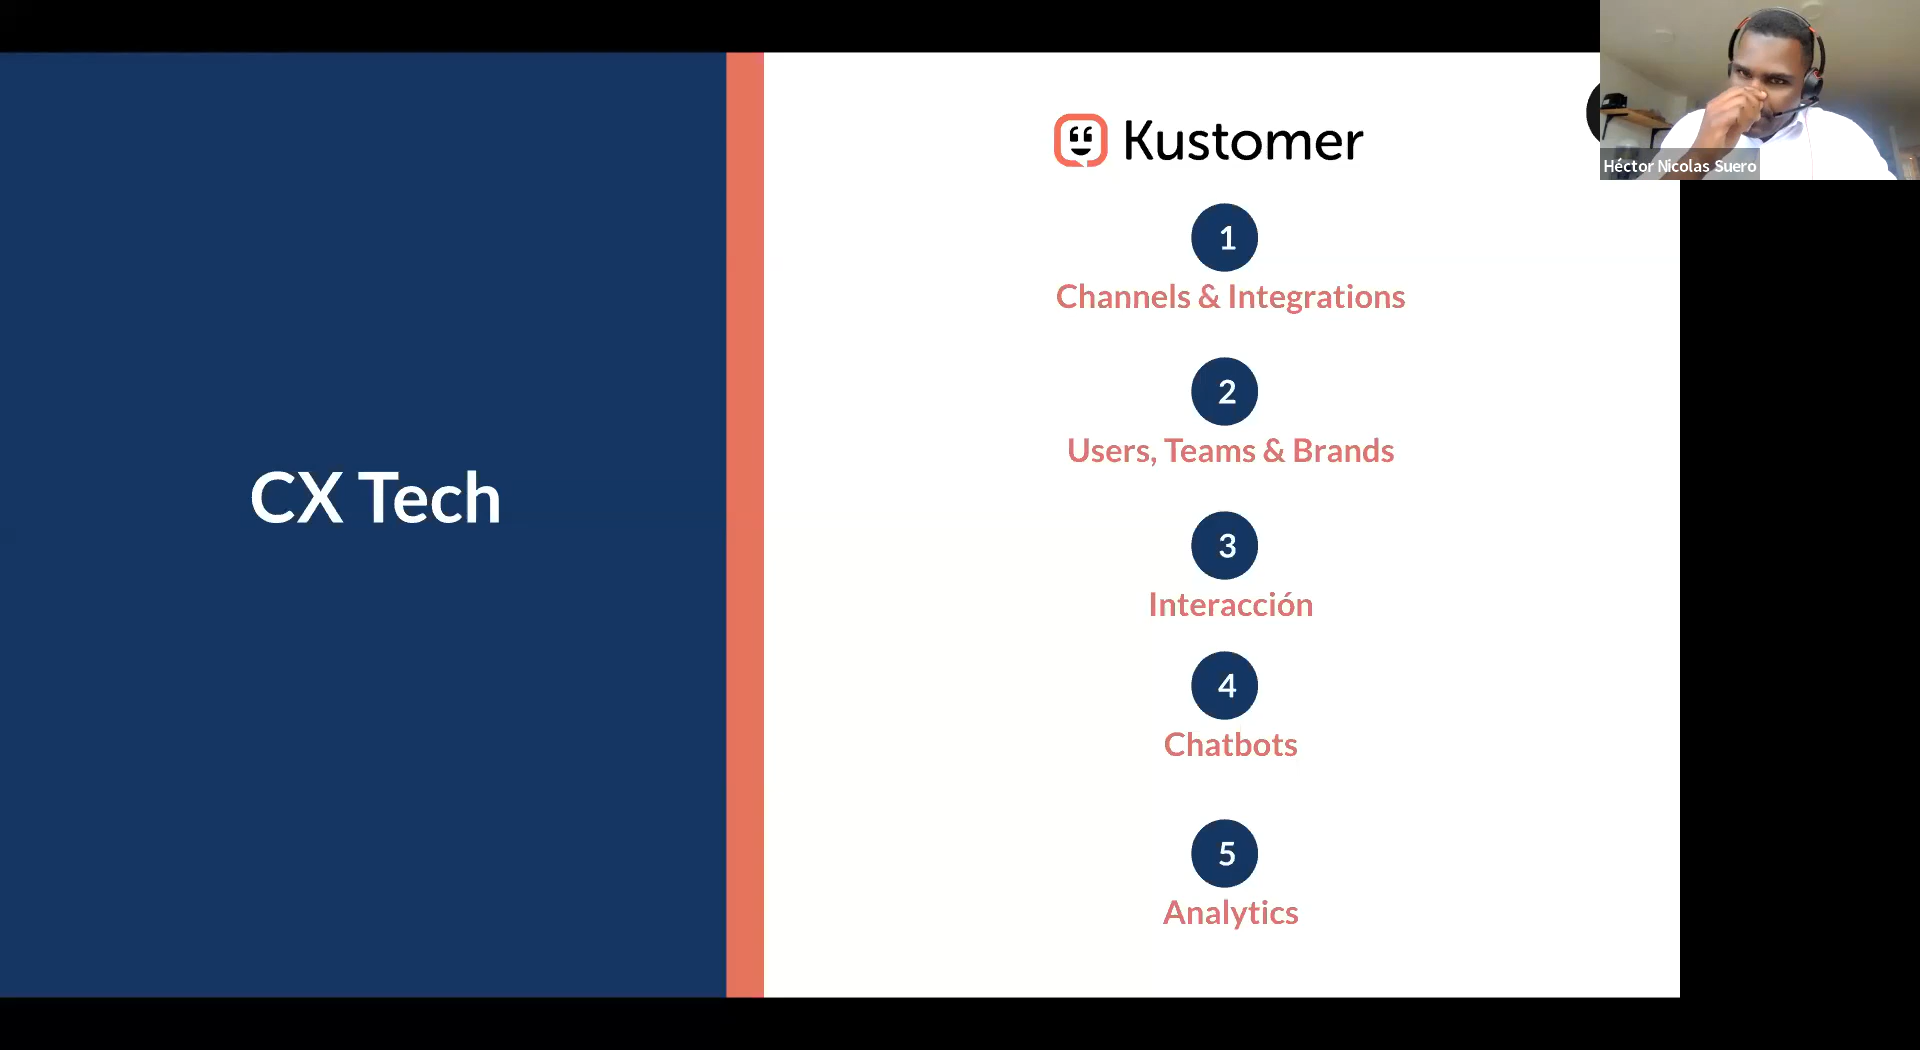 CX Tech
Kustomer
1
Channels & Integrations
2
Users, Teams & Brands
3
Interacción
4
Chatbots
5
Analytics
Héctor Nicolas Suero